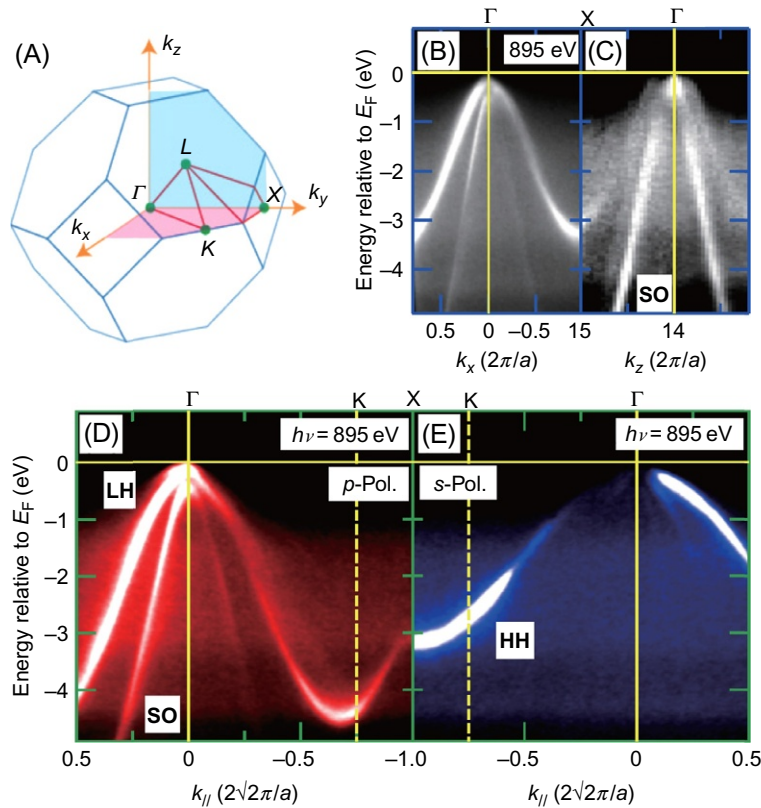 (A)
k_z
L
Γ
X
k_y
k_x
K
Γ X Γ
(B) 895 eV (C)
Energy relative to E_F (eV)
0
−1
−2
−3
−4
SO
0.5 0 −0.5 15 14
k_x (2π/a) k_z (2π/a)
Γ K X K Γ
(D) hν = 895 eV (E) hν = 895 eV
Energy relative to E_F (eV)
0
LH p-Pol. s-Pol.
−1
−2
−3
HH
−4
SO
0.5 0 −0.5 −1.0 −0.5 0 0.5
k_// (2√2π/a) k_// (2√2π/a)